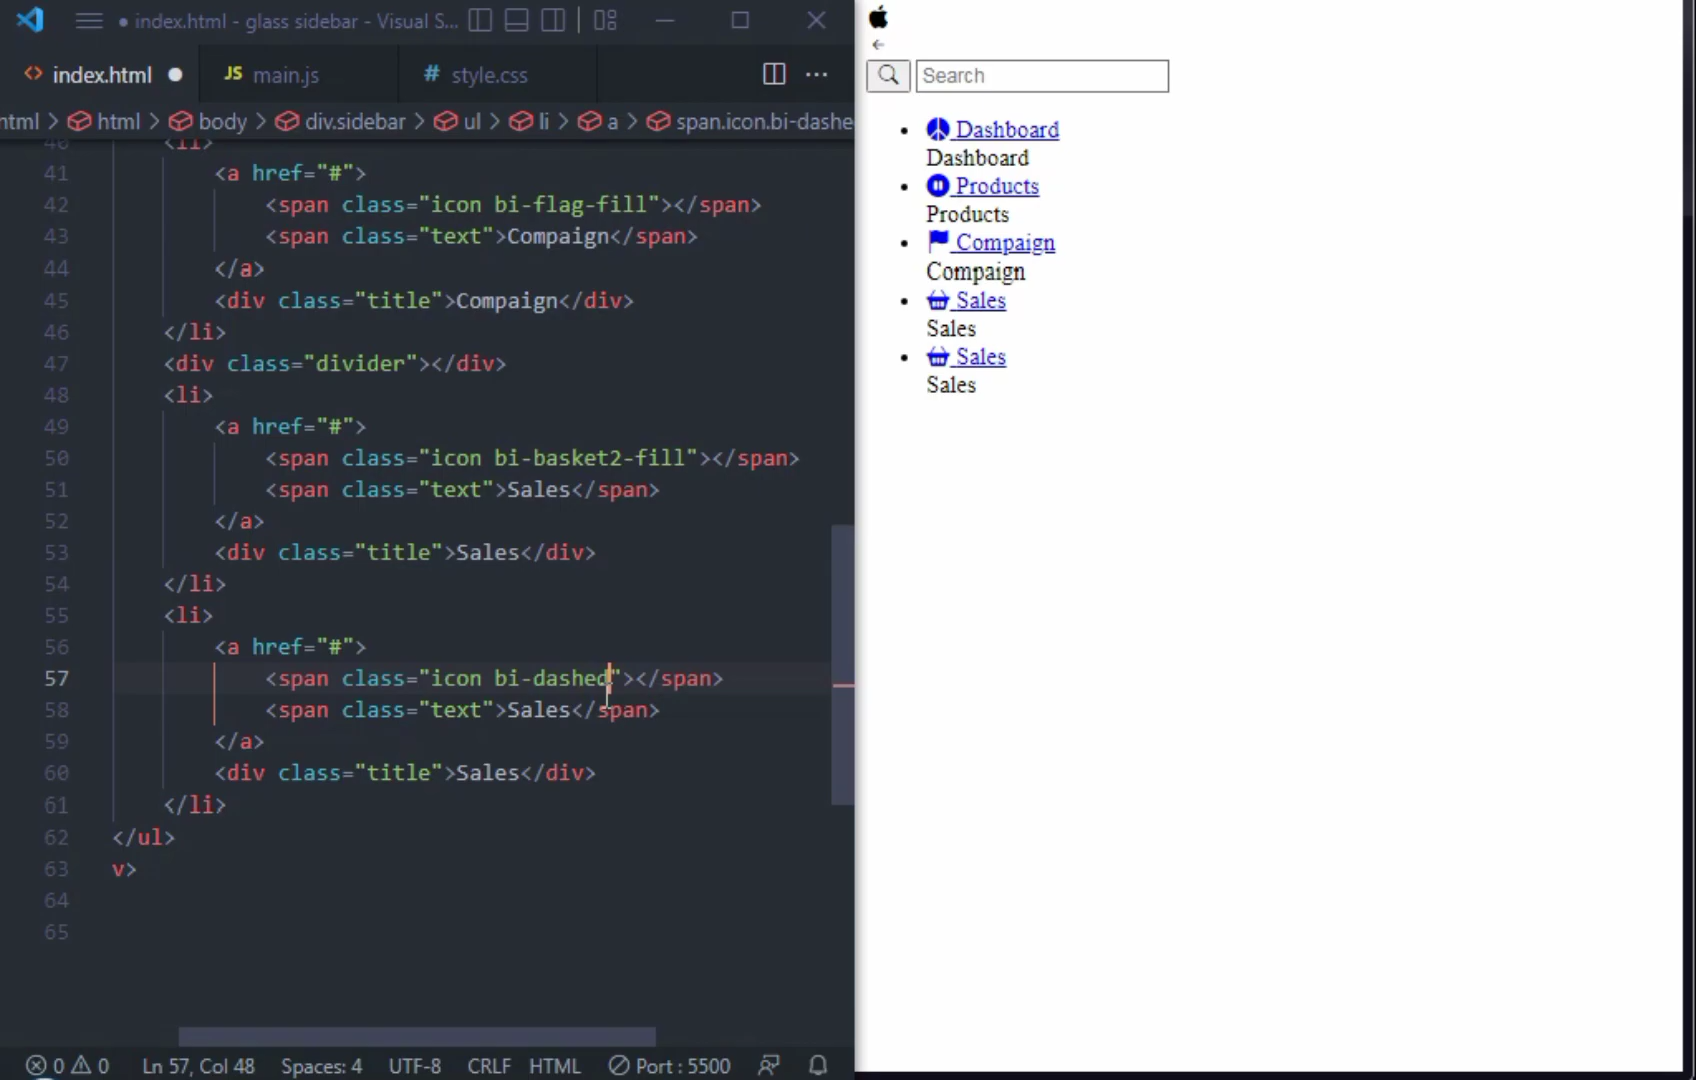 index.html - glass sidebar - Visual S...
index.html
JS main.js
# style.css
ntml > html > body > div.sidebar > ul > li > a > span.icon.bi-dashe
40 <li>
41 <a href="#">
42 <span class="icon bi-flag-fill"></span>
43 <span class="text">Compaign</span>
44 </a>
45 <div class="title">Compaign</div>
46 </li>
47 <div class="divider"></div>
48 <li>
49 <a href="#">
50 <span class="icon bi-basket2-fill"></span>
51 <span class="text">Sales</span>
52 </a>
53 <div class="title">Sales</div>
54 </li>
55 <li>
56 <a href="#">
57 <span class="icon bi-dashed"></span>
58 <span class="text">Sales</span>
59 </a>
60 <div class="title">Sales</div>
61 </li>
62 </ul>
63 v>
64
65
0 0 Ln 57, Col 48 Spaces: 4 UTF-8 CRLF HTML Port : 5500
Search
Dashboard
Dashboard
Products
Products
Compaign
Compaign
Sales
Sales
Sales
Sales